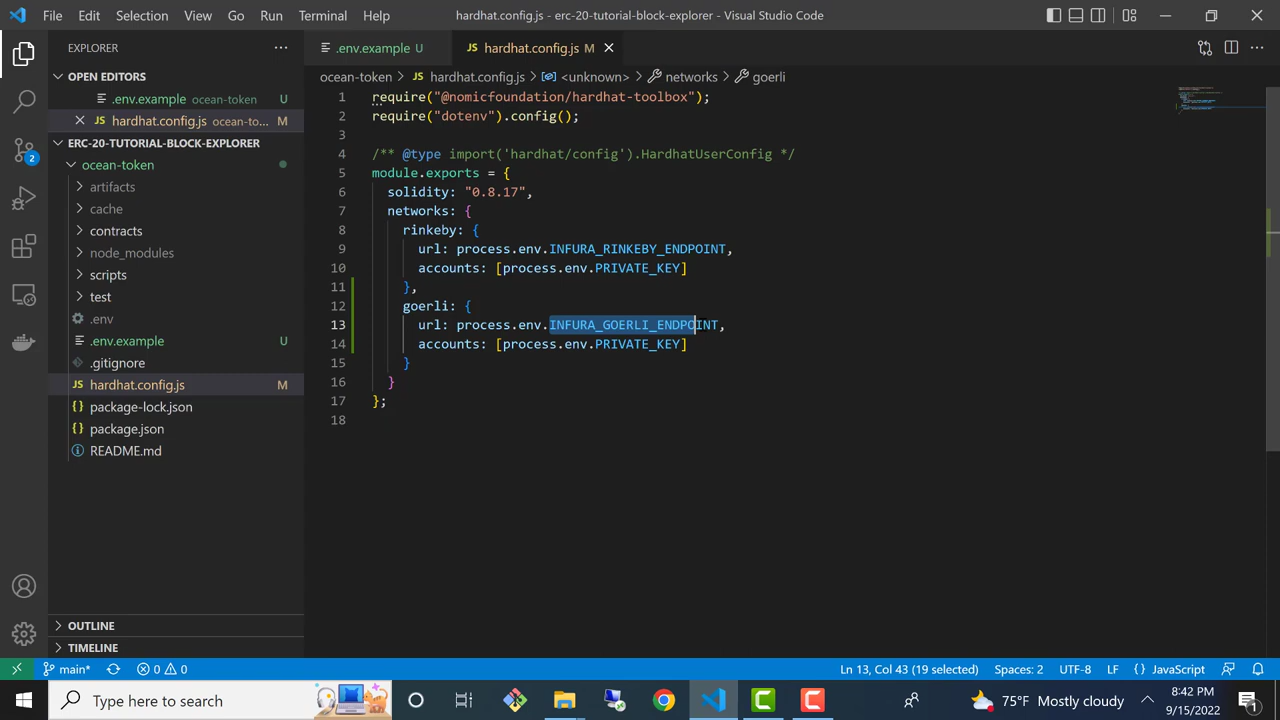 File Edit Selection View Go Run Terminal Help
hardhat.config.js - erc-20-tutorial-block-explorer - Visual Studio Code
EXPLORER
OPEN EDITORS
.env.example ocean-token U
JS hardhat.config.js ocean-to... M
ERC-20-TUTORIAL-BLOCK-EXPLORER
ocean-token
artifacts
cache
contracts
node_modules
scripts
test
.env
.env.example U
.gitignore
JS hardhat.config.js M
{} package-lock.json
{} package.json
README.md
OUTLINE
TIMELINE
2
.env.example U
JS hardhat.config.js M
ocean-token > JS hardhat.config.js > <unknown> > networks > goerli
1 require("@nomicfoundation/hardhat-toolbox");
2 require("dotenv").config();
3
4 /** @type import('hardhat/config').HardhatUserConfig */
5 module.exports = {
6 solidity: "0.8.17",
7 networks: {
8 rinkeby: {
9 url: process.env.INFURA_RINKEBY_ENDPOINT,
10 accounts: [process.env.PRIVATE_KEY]
11 },
12 goerli: {
13 url: process.env.INFURA_GOERLI_ENDPOINT,
14 accounts: [process.env.PRIVATE_KEY]
15 }
16 }
17 };
18
main* 0 0
Ln 13, Col 43 (19 selected) Spaces: 2 UTF-8 LF {} JavaScript
Type here to search
75°F Mostly cloudy
8:42 PM
9/15/2022
1